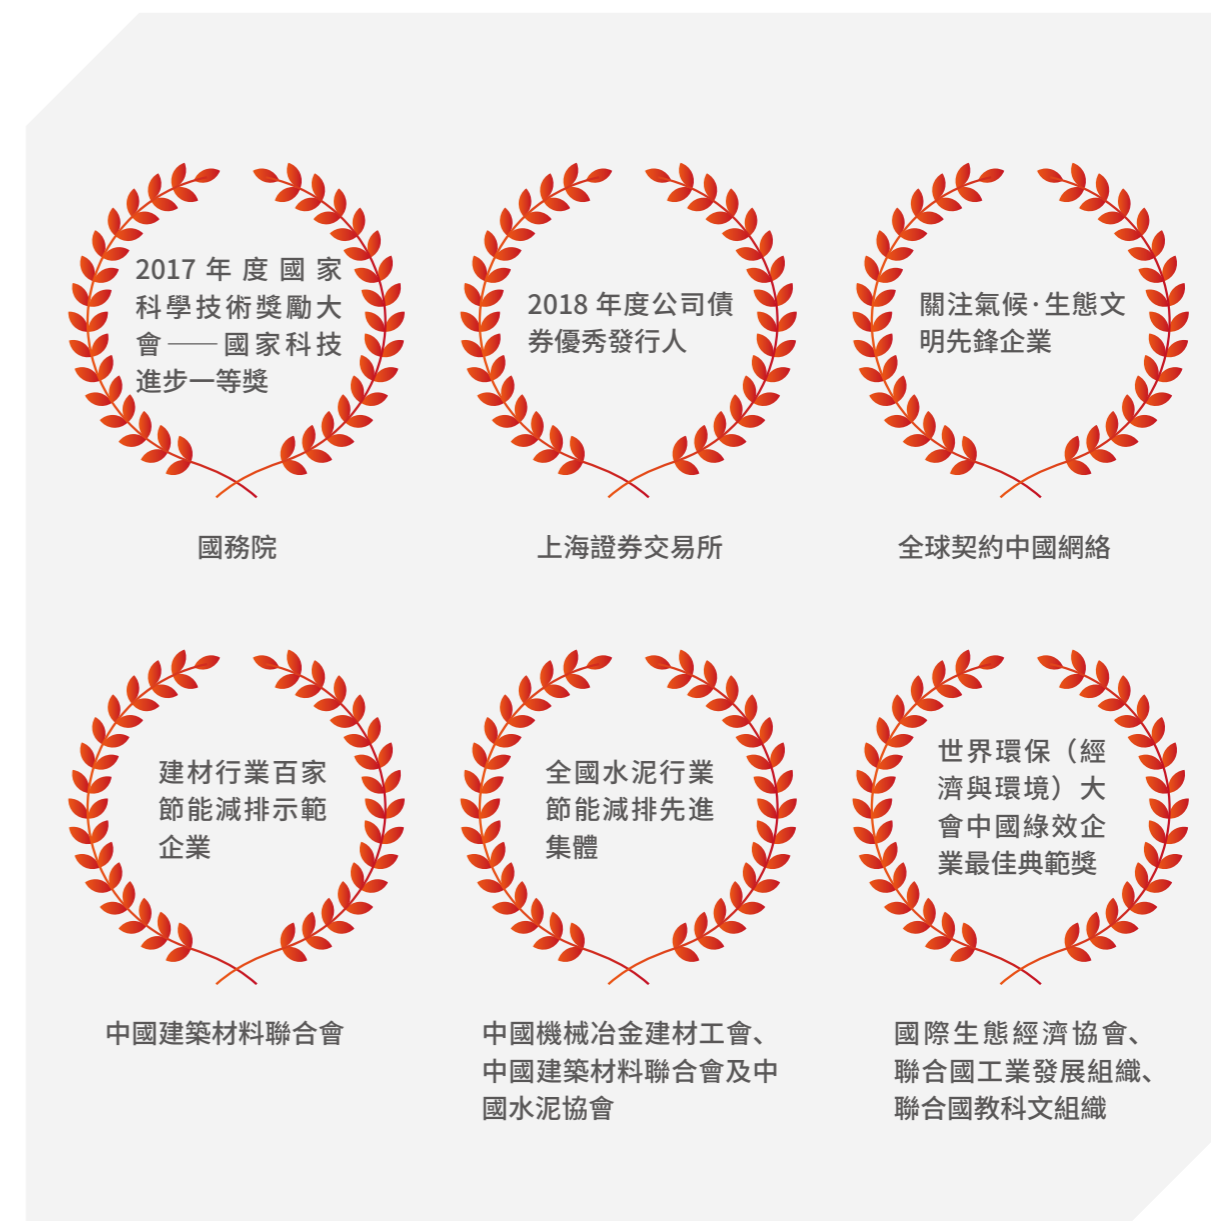 2017 年度國家
科學技術獎勵大
會——國家科技
進步一等獎
國務院
2018 年度公司債
券優秀發行人
上海證券交易所
關注氣候·生態文
明先鋒企業
全球契約中國網絡
建材行業百家
節能減排示範
企業
中國建築材料聯合會
全國水泥行業
節能減排先進
集體
中國機械冶金建材工會、
中國建築材料聯合會及中
國水泥協會
世界環保（經
濟與環境）大
會中國綠效企
業最佳典範獎
國際生態經濟協會、
聯合國工業發展組織、
聯合國教科文組織